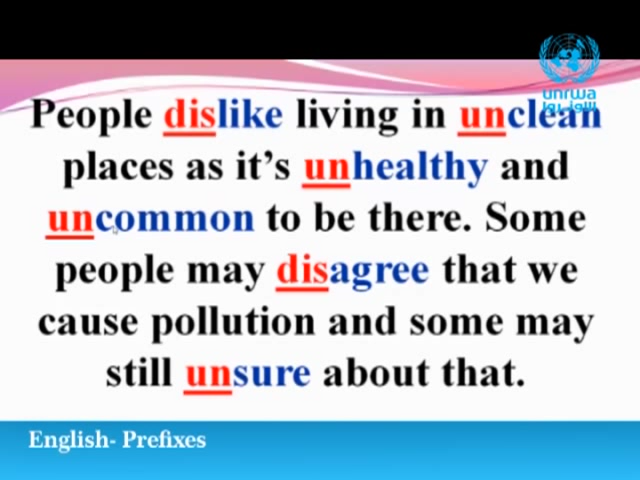 unrwa
الأونروا
People dislike living in unclean
places as it's unhealthy and
uncommon to be there. Some
people may disagree that we
cause pollution and some may
still unsure about that.
English- Prefixes